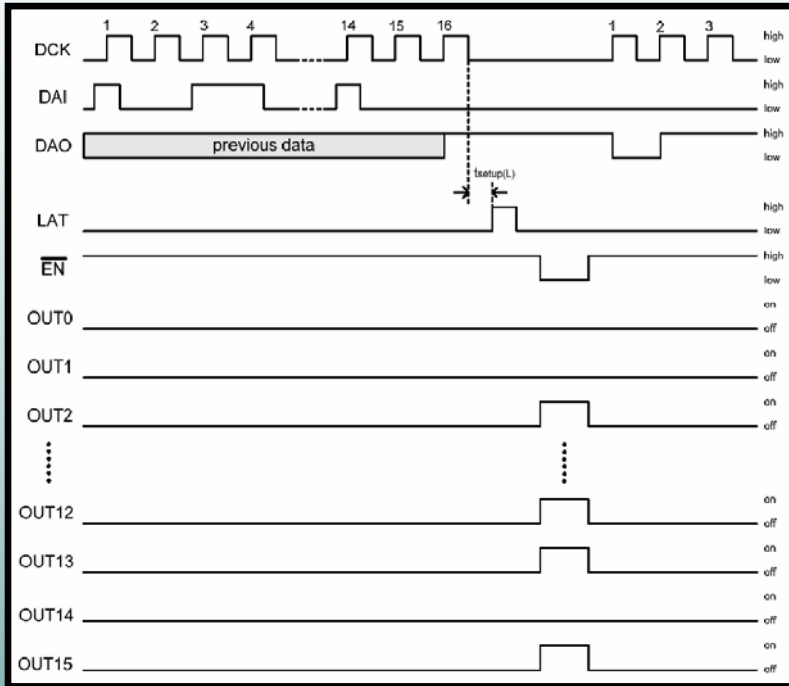 1 2 3 4 14 15 16 1 2 3
DCK high
low
DAI high
low
DAO previous data high
low
tsetup(L)
LAT high
low
EN high
low
OUT0 on
off
OUT1 on
off
OUT2 on
off
OUT12 on
off
OUT13 on
off
OUT14 on
off
OUT15 on
off